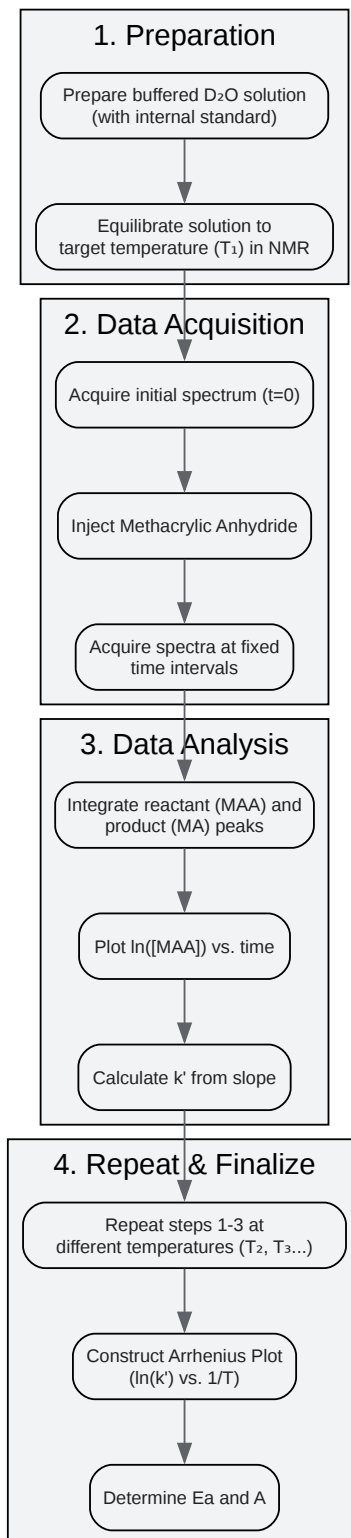 1. Preparation
Prepare buffered D₂O solution
(with internal standard)
Equilibrate solution to
target temperature (T₁) in NMR
2. Data Acquisition
Acquire initial spectrum (t=0)
Inject Methacrylic Anhydride
Acquire spectra at fixed
time intervals
3. Data Analysis
Integrate reactant (MAA) and
product (MA) peaks
Plot ln([MAA]) vs. time
Calculate k' from slope
4. Repeat & Finalize
Repeat steps 1-3 at
different temperatures (T₂, T₃...)
Construct Arrhenius Plot
(ln(k') vs. 1/T)
Determine Ea and A